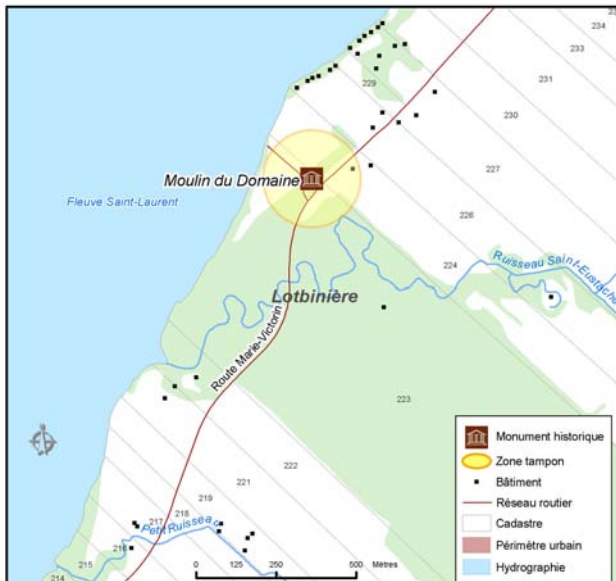 234
233
229
231
230
Moulin du Domaine
227
Fleuve Saint-Laurent
226
224
Ruisseau Saint-Eustache
Lotbinière
Route Marie-Victorin
223
222
221
219
218
217
Petit Ruisseau
216
215
214
0 250 500 Mètres
Monument historique
Zone tampon
Bâtiment
Réseau routier
Cadastre
Périmètre urbain
Hydrographie